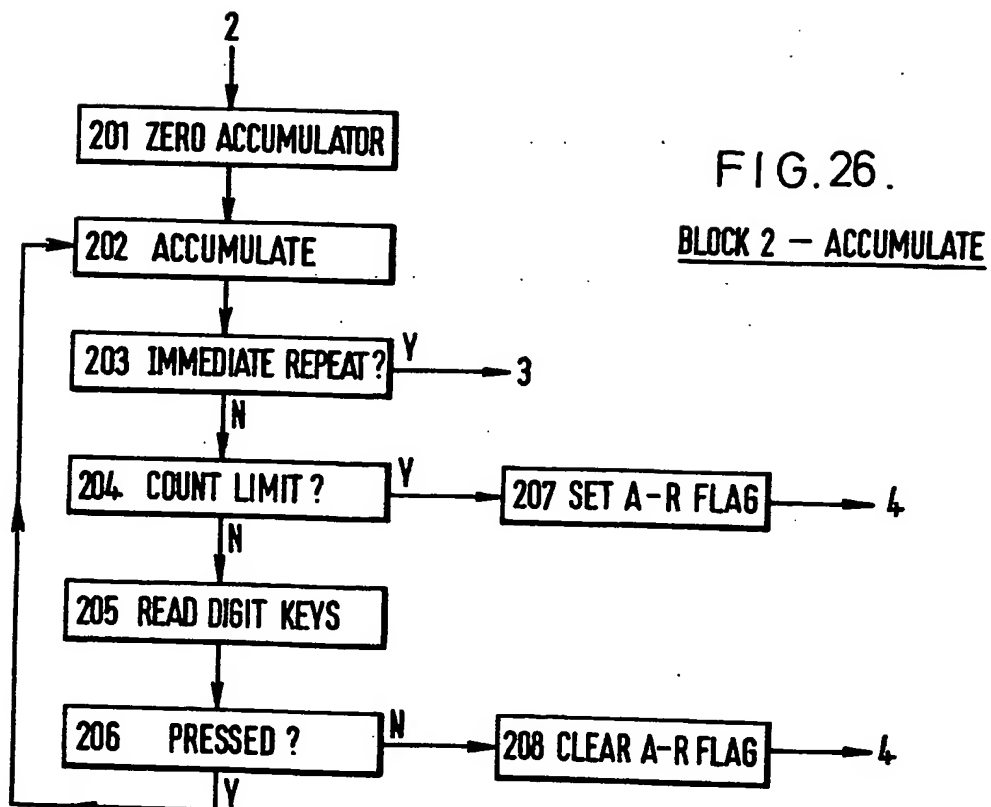 2
201 ZERO ACCUMULATOR
FIG.26.
BLOCK 2 — ACCUMULATE
202 ACCUMULATE
203 IMMEDIATE REPEAT?
Y
3
N
204 COUNT LIMIT?
Y
207 SET A-R FLAG
4
N
205 READ DIGIT KEYS
206 PRESSED?
N
208 CLEAR A-R FLAG
4
Y